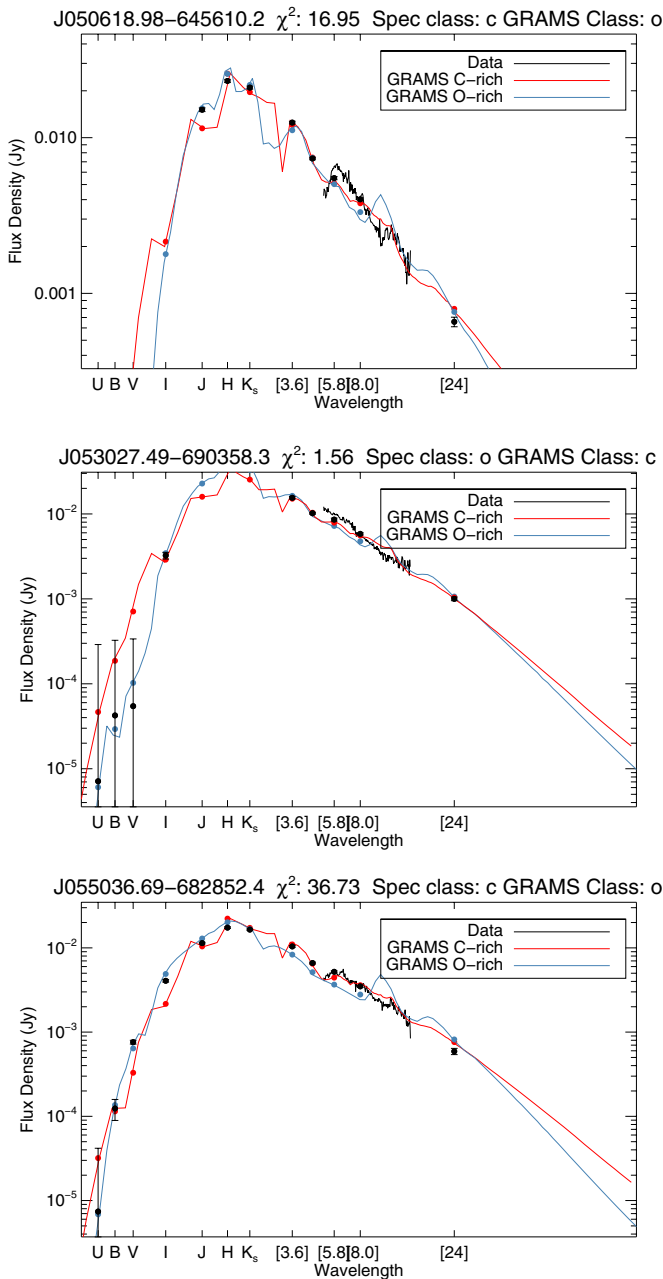 J050618.98−645610.2 χ²: 16.95 Spec class: c GRAMS Class: o
Data
GRAMS C−rich
GRAMS O−rich
0.010
0.001
Flux Density (Jy)
U B V I J H Ks [3.6] [5.8] [8.0] [24]
Wavelength
J053027.49−690358.3 χ²: 1.56 Spec class: o GRAMS Class: c
Data
GRAMS C−rich
GRAMS O−rich
10⁻²
10⁻³
10⁻⁴
10⁻⁵
Flux Density (Jy)
U B V I J H Ks [3.6] [5.8] [8.0] [24]
Wavelength
J055036.69−682852.4 χ²: 36.73 Spec class: c GRAMS Class: o
Data
GRAMS C−rich
GRAMS O−rich
10⁻²
10⁻³
10⁻⁴
10⁻⁵
Flux Density (Jy)
U B V I J H Ks [3.6] [5.8] [8.0] [24]
Wavelength